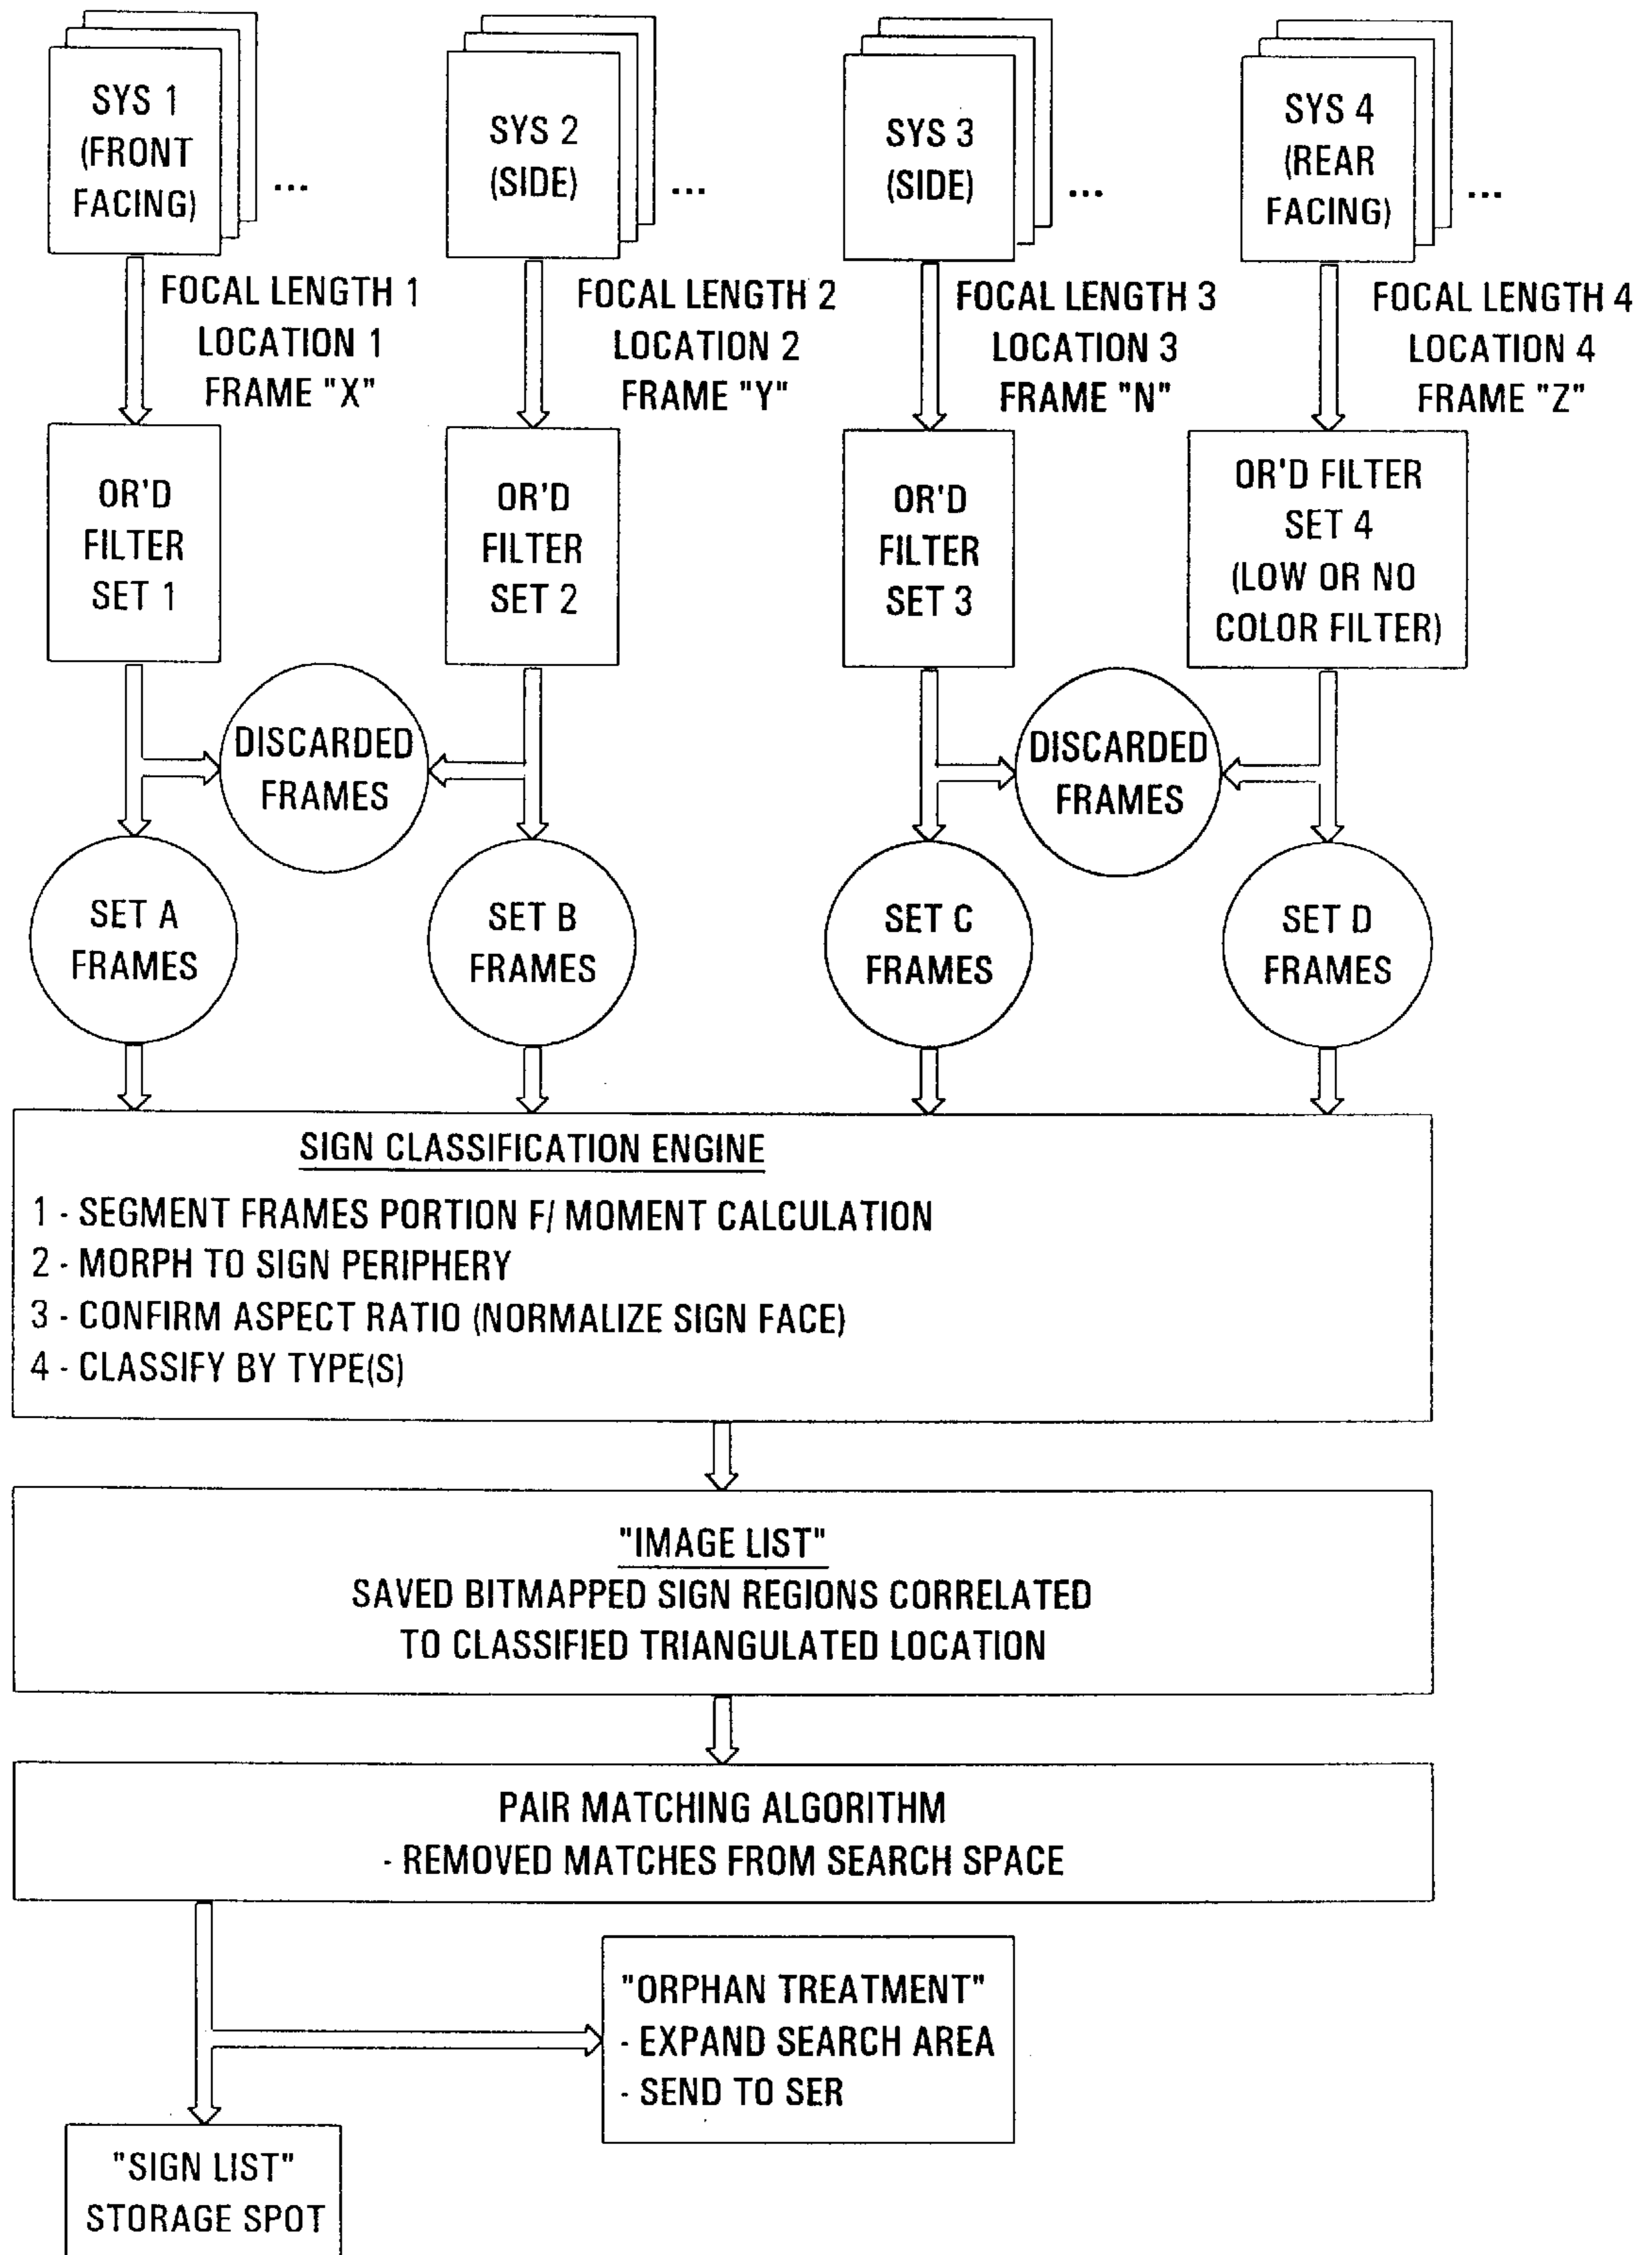 SYS 1
(FRONT
FACING)
...
SYS 2
(SIDE)
...
SYS 3
(SIDE)
...
SYS 4
(REAR
FACING)
...
FOCAL LENGTH 1
LOCATION 1
FRAME "X"
FOCAL LENGTH 2
LOCATION 2
FRAME "Y"
FOCAL LENGTH 3
LOCATION 3
FRAME "N"
FOCAL LENGTH 4
LOCATION 4
FRAME "Z"
OR'D
FILTER
SET 1
OR'D
FILTER
SET 2
OR'D
FILTER
SET 3
OR'D FILTER
SET 4
(LOW OR NO
COLOR FILTER)
DISCARDED
FRAMES
DISCARDED
FRAMES
SET A
FRAMES
SET B
FRAMES
SET C
FRAMES
SET D
FRAMES
SIGN CLASSIFICATION ENGINE
1 - SEGMENT FRAMES PORTION F/ MOMENT CALCULATION
2 - MORPH TO SIGN PERIPHERY
3 - CONFIRM ASPECT RATIO (NORMALIZE SIGN FACE)
4 - CLASSIFY BY TYPE(S)
"IMAGE LIST"
SAVED BITMAPPED SIGN REGIONS CORRELATED
TO CLASSIFIED TRIANGULATED LOCATION
PAIR MATCHING ALGORITHM
- REMOVED MATCHES FROM SEARCH SPACE
"ORPHAN TREATMENT"
- EXPAND SEARCH AREA
- SEND TO SER
"SIGN LIST"
STORAGE SPOT